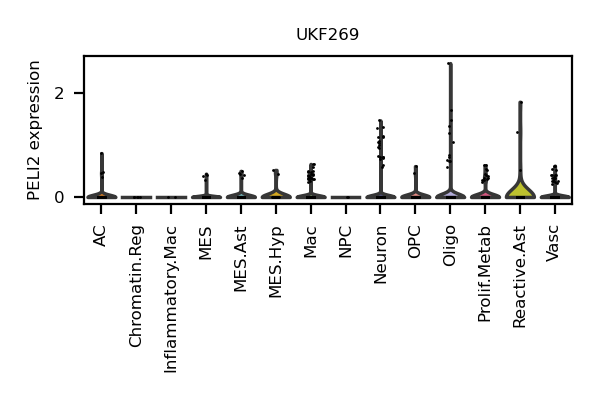 UKF269
PELI2 expression
2
0
AC
Chromatin.Reg
Inflammatory.Mac
MES
MES.Ast
MES.Hyp
Mac
NPC
Neuron
OPC
Oligo
Prolif.Metab
Reactive.Ast
Vasc